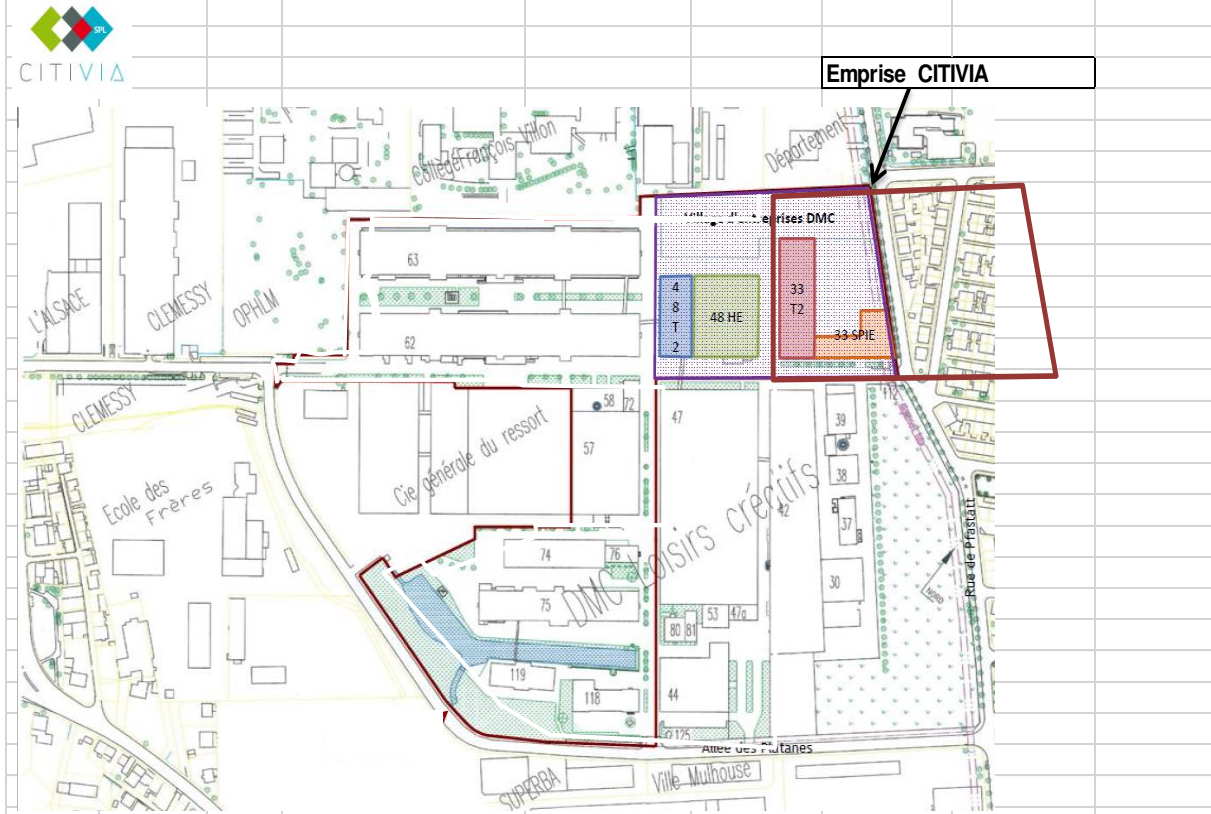 SPL
CITIVIA
Emprise CITIVIA
Collège François Villon
Département
Village d'entreprises DMC
L'ALSACE
CLEMESSY
OPHLM
63
62
4
8
T
2
48 HE
33
T2
33 SPIE
CLEMESSY
Ecole des
Frères
Cie générale du ressort
58
72
57
47
39
38
42
37
30
DMC Loisirs créatifs
74
76
75
53
47a
80
81
119
118
44
125
NORD
Rue de Pfastatt
Allée des Platanes
SUPERBA
Ville Mulhouse